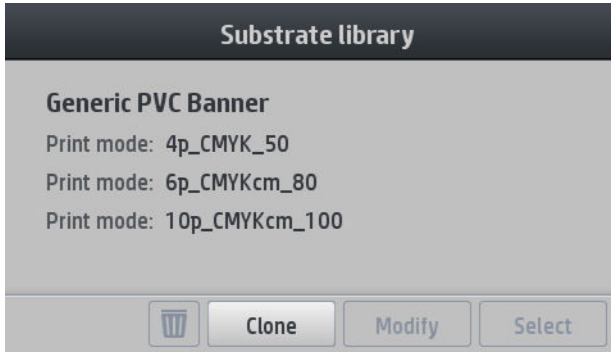 Substrate library
Generic PVC Banner
Print mode: 4p_CMYK_50
Print mode: 6p_CMYKcm_80
Print mode: 10p_CMYKcm_100
Clone Modify Select